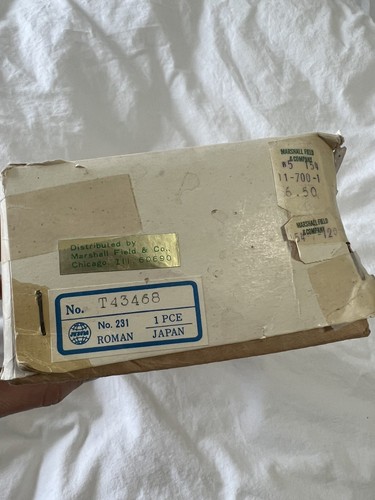 MARSHALL FIELD
& COMPANY
154
11-700-1
6.50
MARSHALL FIELD
& COMPANY
Distributed by
Marshall Field & Co.,
Chicago, Ill. 60690
No. T43468
No. 231
1 PCE
ROMAN
JAPAN